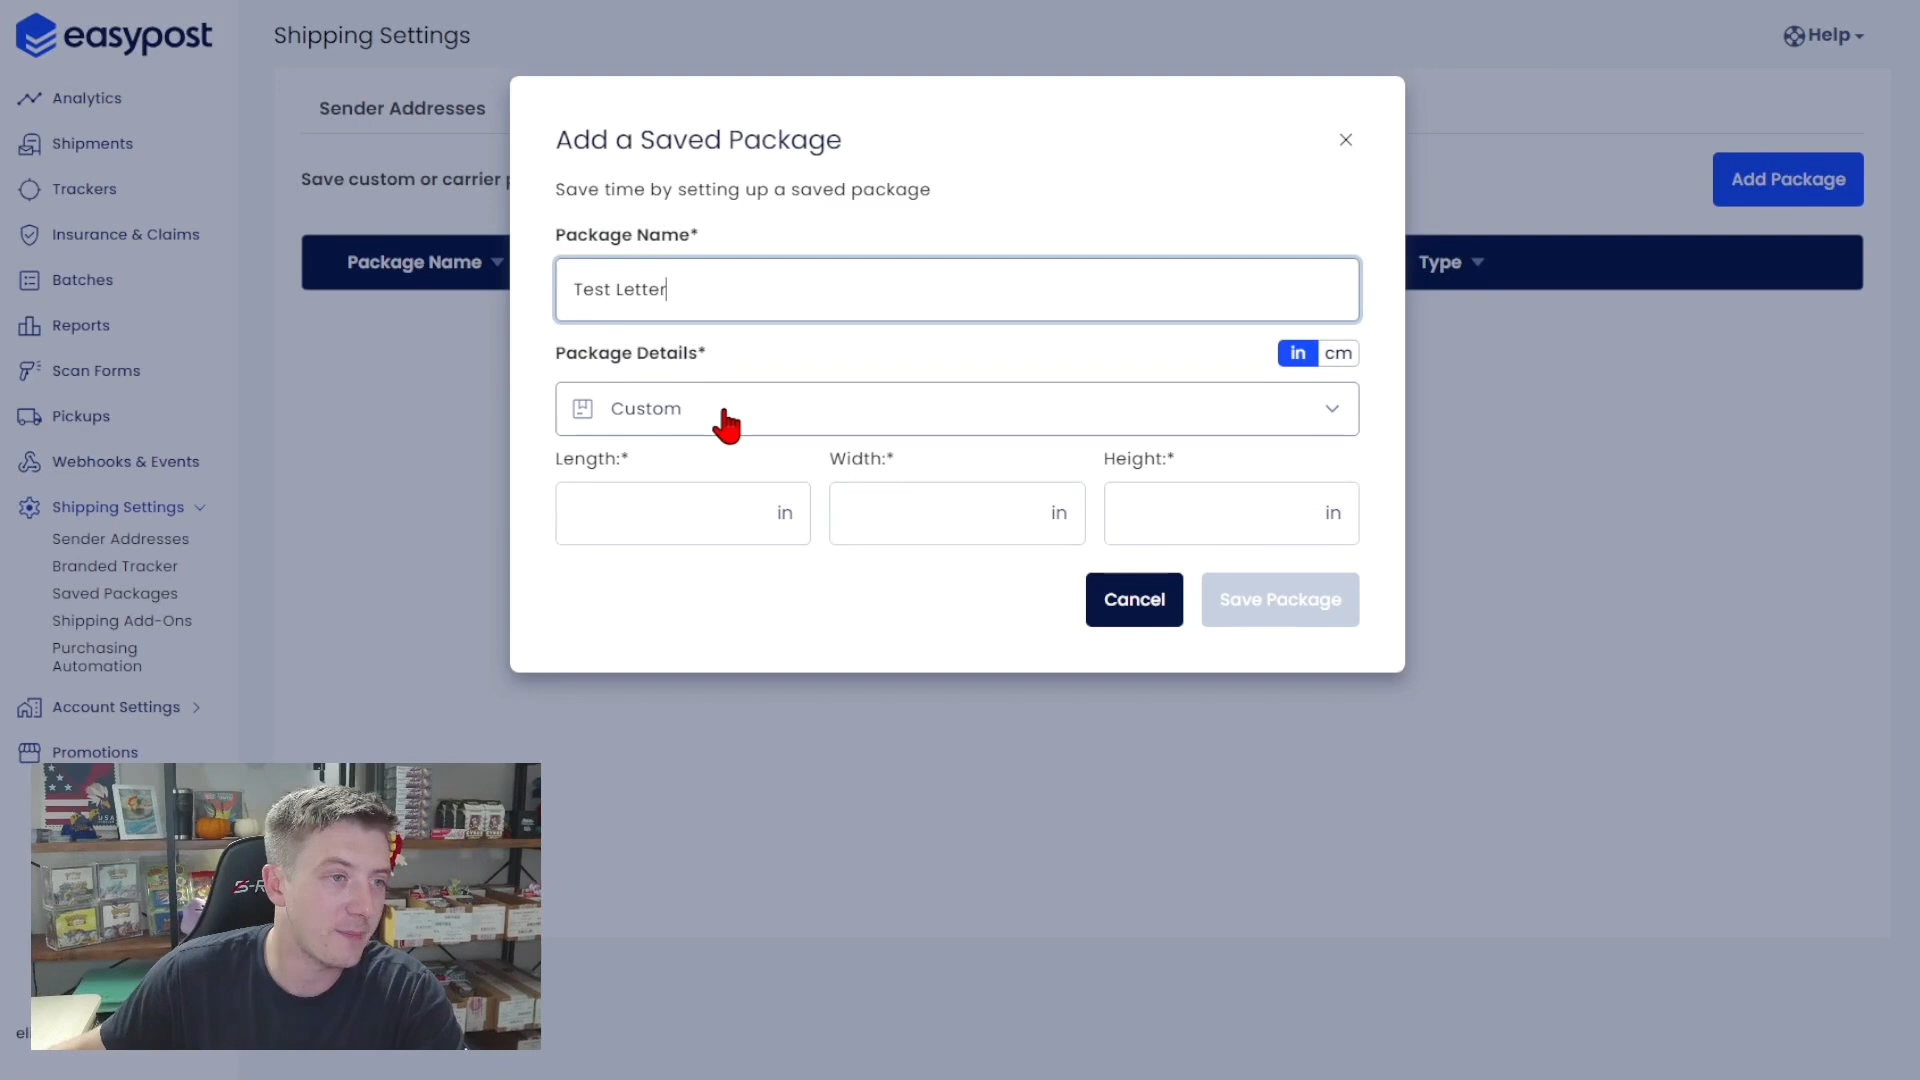 easypost
Shipping Settings
Help
Analytics
Shipments
Trackers
Insurance & Claims
Batches
Reports
Scan Forms
Pickups
Webhooks & Events
Shipping Settings
Sender Addresses
Branded Tracker
Saved Packages
Shipping Add-Ons
Purchasing
Automation
Account Settings
Promotions
Sender Addresses
Save custom or carrier
Add Package
Package Name
Type
Add a Saved Package
Save time by setting up a saved package
Package Name*
Test Letter
Package Details*
in
cm
Custom
Length:*
Width:*
Height:*
in
in
in
Cancel
Save Package
USA
S-R